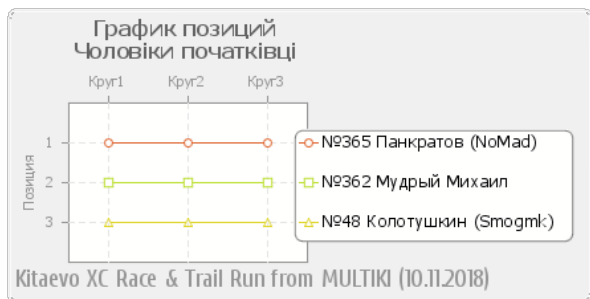 График позиций
Чоловіки початківці
Круг1 Круг2 Круг3
Позиция
1
2
3
№365 Панкратов (NoMad)
№362 Мудрый Михаил
№48 Колотушкин (Smogmk)
Kitaevo XC Race & Trail Run from MULTIKI (10.11.2018)